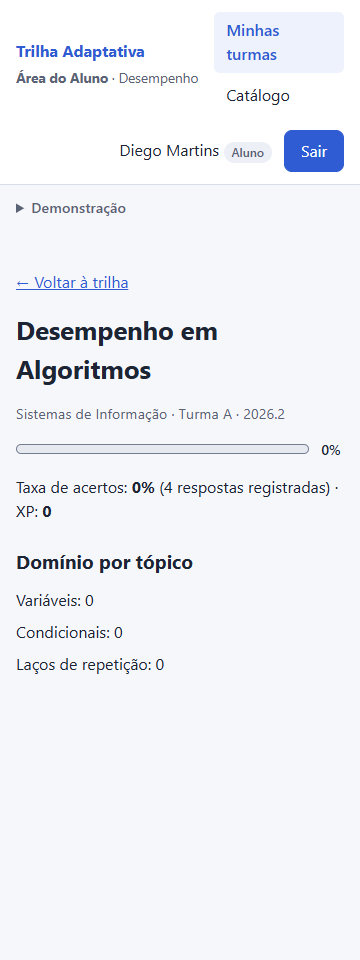 Trilha Adaptativa
Área do Aluno · Desempenho
Minhas
turmas
Catálogo
Diego Martins Aluno
Sair
▶ Demonstração
← Voltar à trilha
Desempenho em
Algoritmos
Sistemas de Informação · Turma A · 2026.2
0%
Taxa de acertos: 0% (4 respostas registradas) ·
XP: 0
Domínio por tópico
Variáveis: 0
Condicionais: 0
Laços de repetição: 0